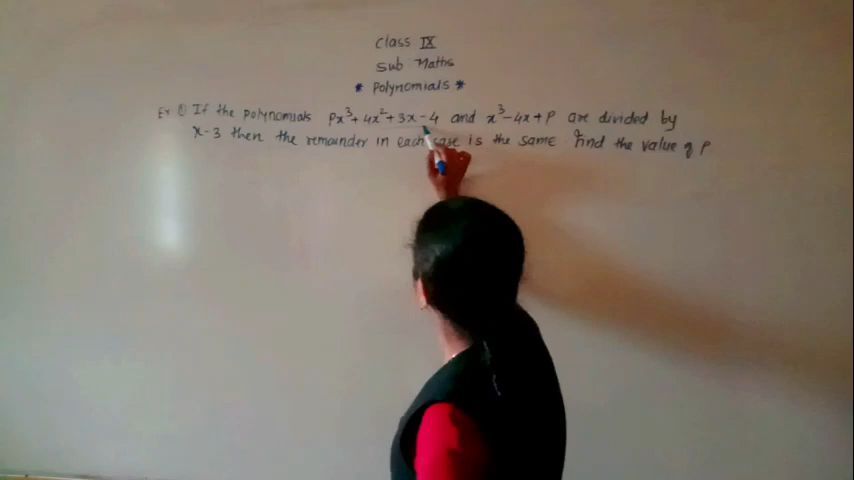 Class IX
Sub Maths
* Polynomials *
Ex ① If the polynomials Px³+4x²+3x-4 and x³-4x+P are divided by
x-3 then the remainder in each case is the same. find the value of P